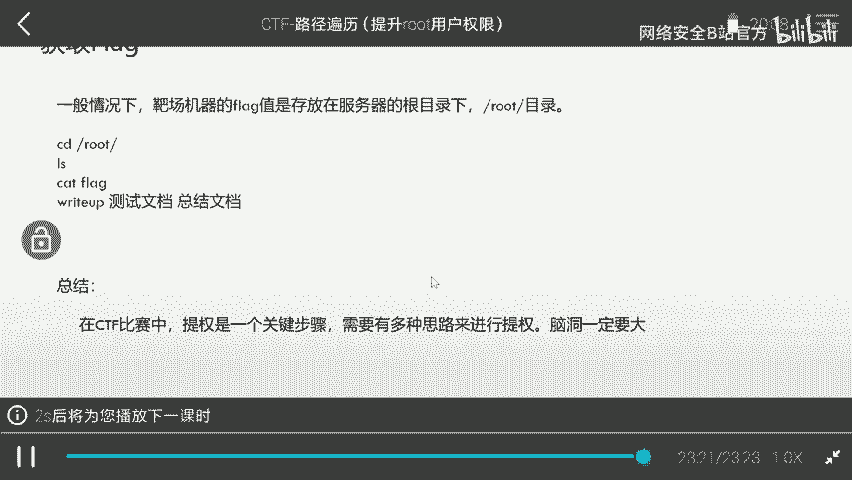 CTF-路径遍历(提升root用户权限)
20:08
网络安全B站官方 bilibili
获取Flag
一般情况下，靶场机器的flag值是存放在服务器的根目录下，/root/目录。
cd /root/
ls
cat flag
writeup 测试文档 总结文档
总结：
在CTF比赛中，提权是一个关键步骤，需要有多种思路来进行提权。脑洞一定要大
2s后将为您播放下一课时
23:21/23:23 1.0X